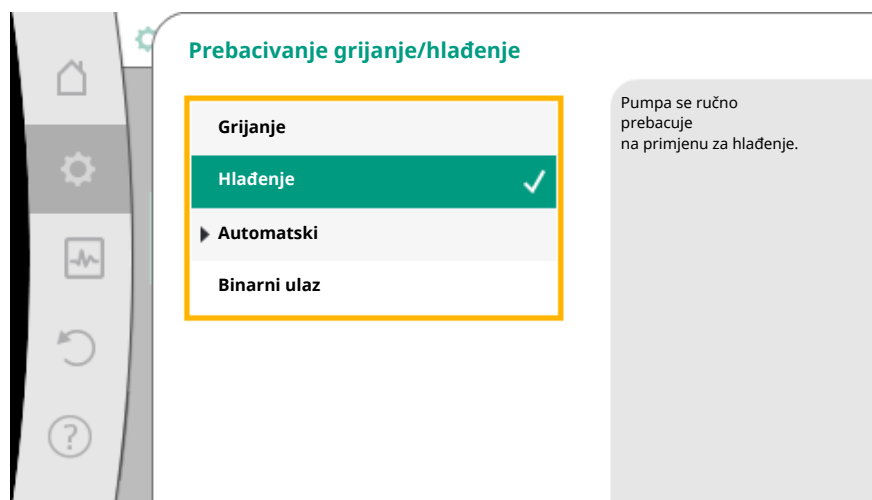 Prebacivanje grijanje/hlađenje
Grijanje
Hlađenje
Automatski
Binarni ulaz
Pumpa se ručno
prebacuje
na primjenu za hlađenje.
?